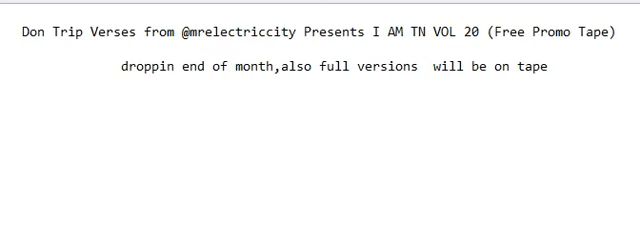 Don Trip Verses from @mrelectriccity Presents I AM TN VOL 20 (Free Promo Tape)
droppin end of month,also full versions  will be on tape